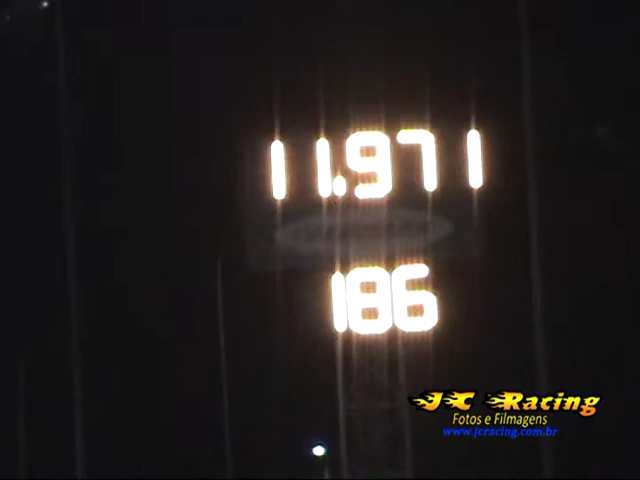 11.971
186
JC Racing
Fotos e Filmagens
www.jcracing.com.br